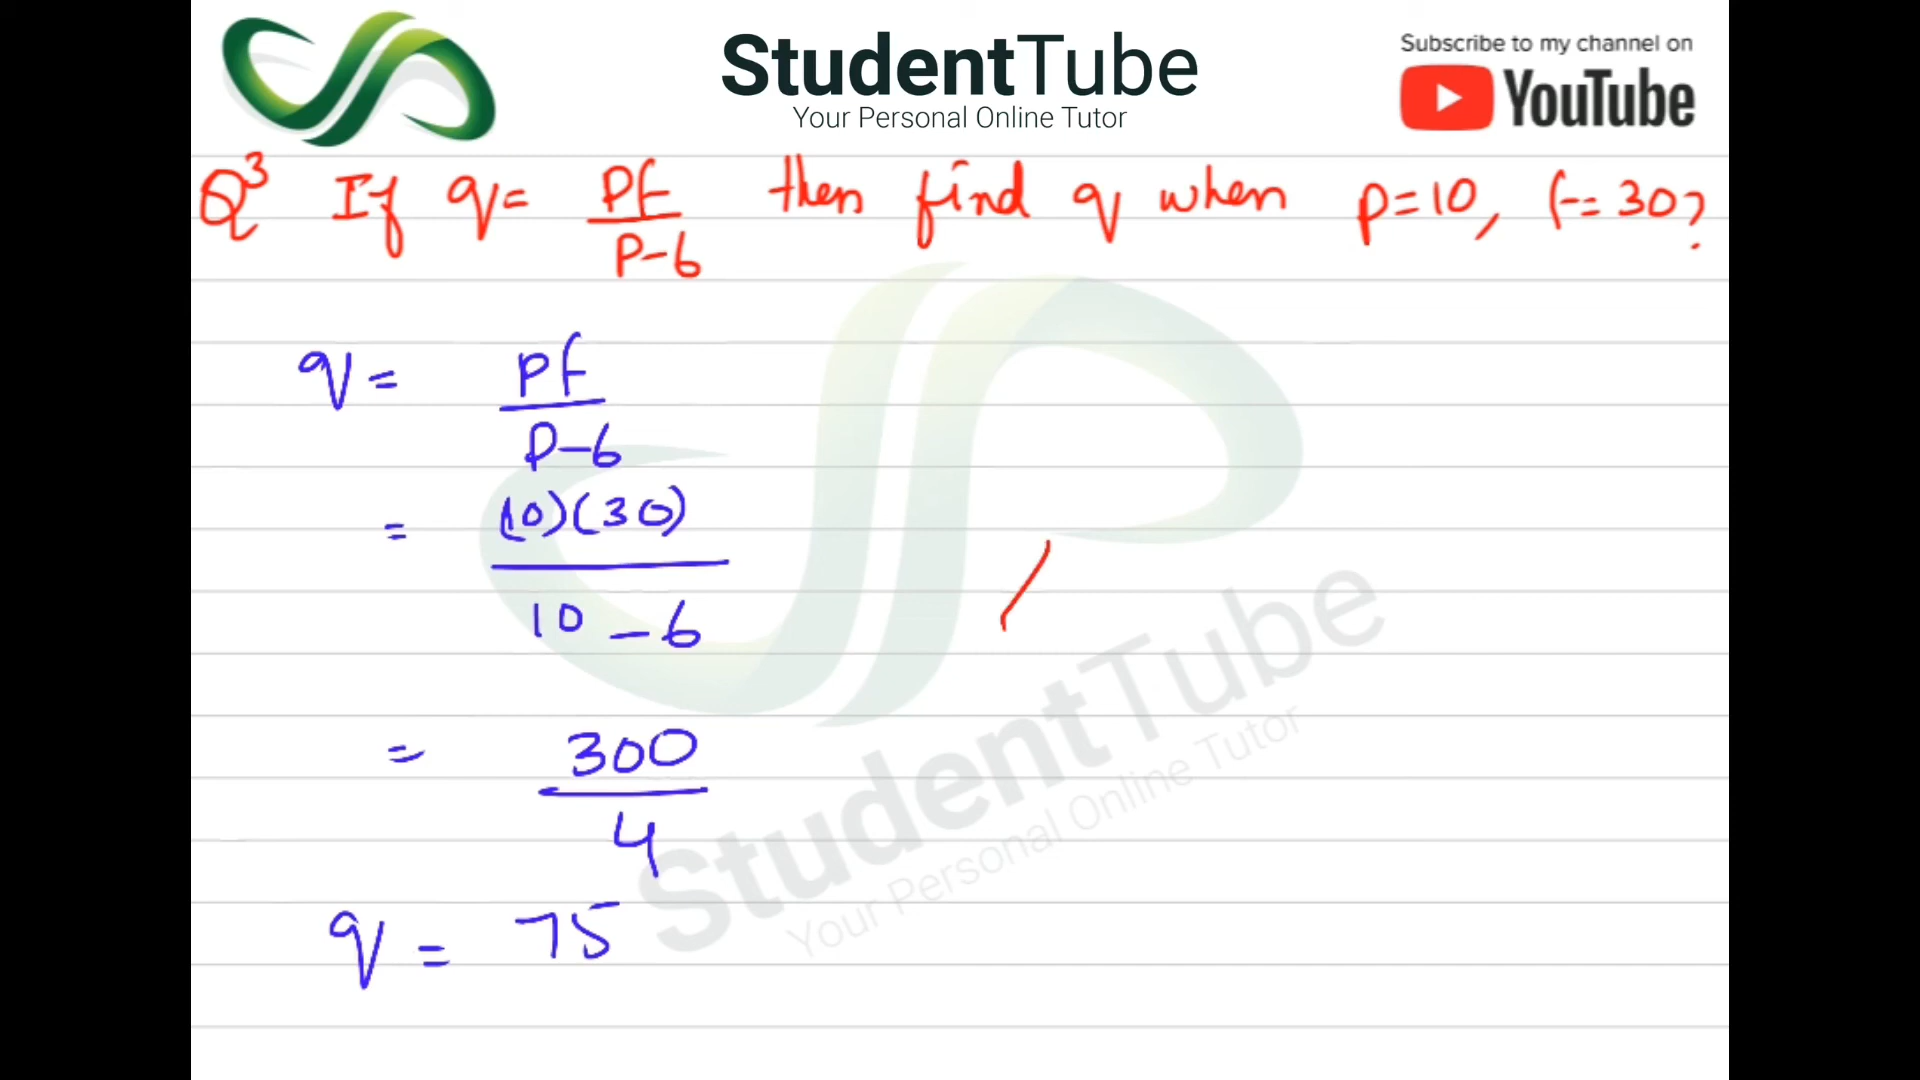 StudentTube
Your Personal Online Tutor
Subscribe to my channel on
YouTube
Q3 If q = pf then find q when p=10, f=30?
p-6
q = pf
p-6
= (10)(30)
10 - 6
= 300
4
q = 75
StudentTube
Your Personal Online Tutor